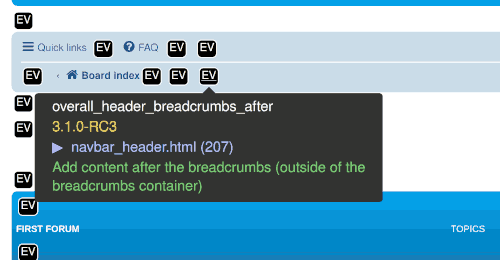 EV
Quick links EV FAQ EV EV
EV ‹ Board index EV EV EV
EV
overall_header_breadcrumbs_after
3.1.0-RC3
EV
▶ navbar_header.html (207)
Add content after the breadcrumbs (outside of the
EV
breadcrumbs container)
EV
FIRST FORUM TOPICS
EV